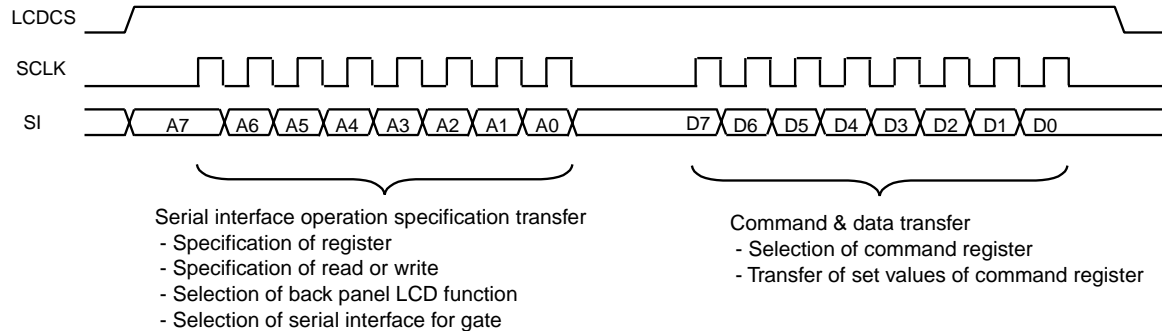 LCDCS
SCLK
SI
A7 A6 A5 A4 A3 A2 A1 A0 D7 D6 D5 D4 D3 D2 D1 D0
Serial interface operation specification transfer
- Specification of register
- Specification of read or write
- Selection of back panel LCD function
- Selection of serial interface for gate
Command & data transfer
- Selection of command register
- Transfer of set values of command register